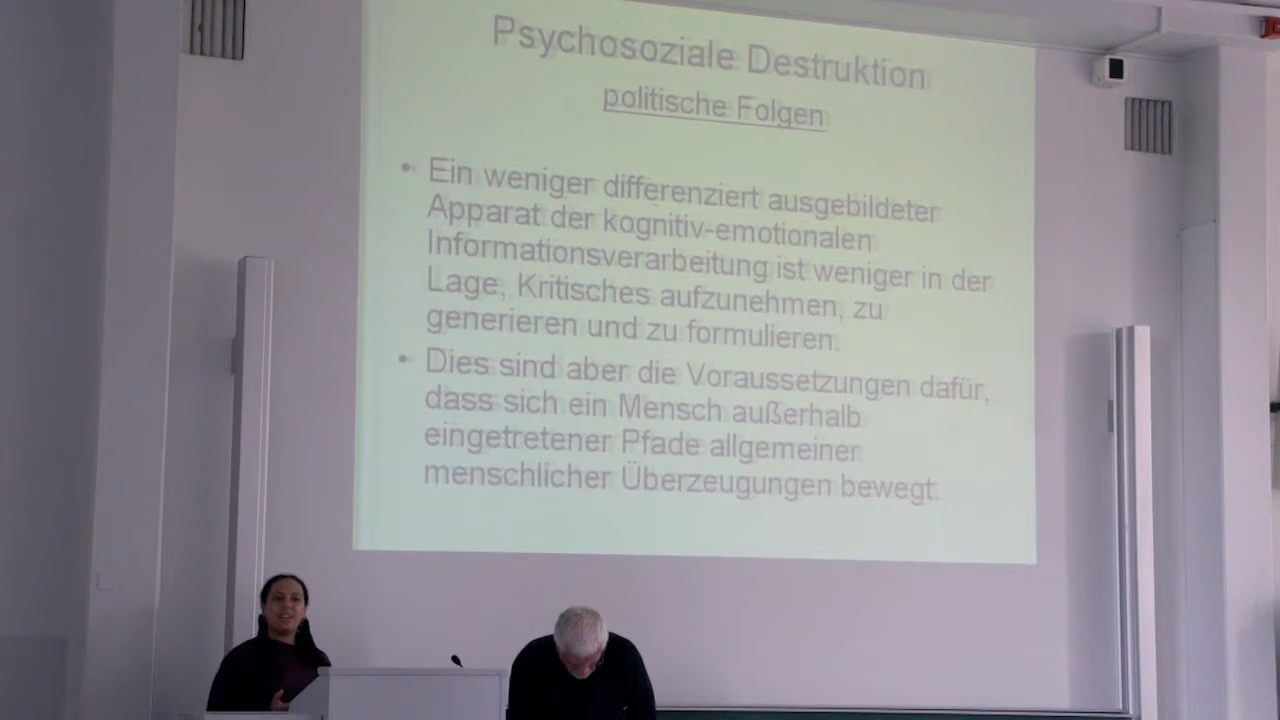 Psychosoziale Destruktion
politische Folgen
• Ein weniger differenziert ausgebildeter
Apparat der kognitiv-emotionalen
Informationsverarbeitung ist weniger in der
Lage, Kritisches aufzunehmen, zu
generieren und zu formulieren.
• Dies sind aber die Voraussetzungen dafür,
dass sich ein Mensch außerhalb
eingetretener Pfade allgemeiner
menschlicher Überzeugungen bewegt.